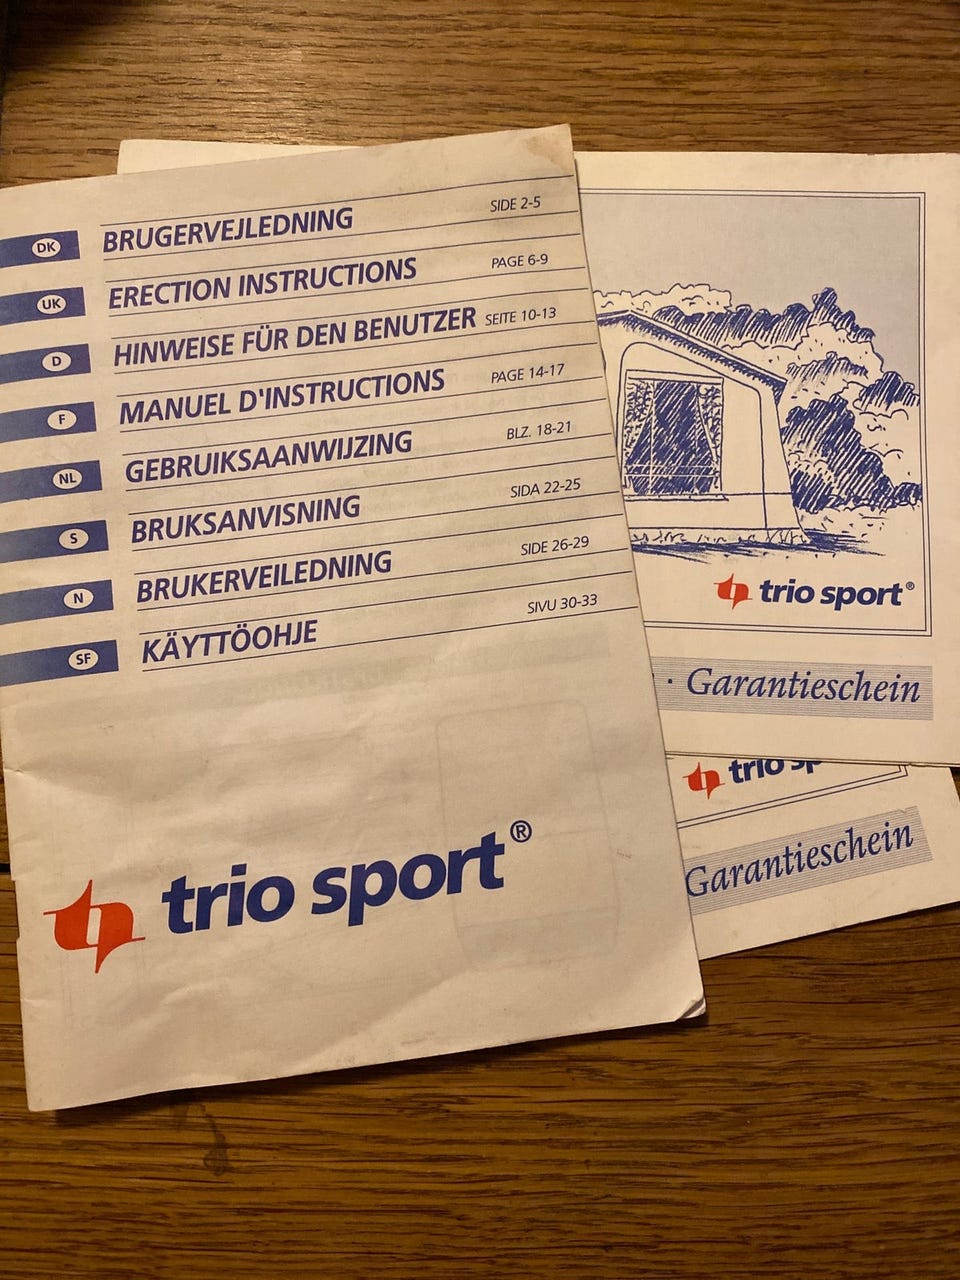 DK BRUGERVEJLEDNING SIDE 2-5
UK ERECTION INSTRUCTIONS PAGE 6-9
D HINWEISE FÜR DEN BENUTZER SEITE 10-13
F MANUEL D'INSTRUCTIONS PAGE 14-17
NL GEBRUIKSAANWIJZING BLZ. 18-21
S BRUKSANVISNING SIDA 22-25
N BRUKERVEILEDNING SIDE 26-29
SF KÄYTTÖOHJE SIVU 30-33
trio sport®
trio sport®
· Garantieschein
trio sp
Garantieschein